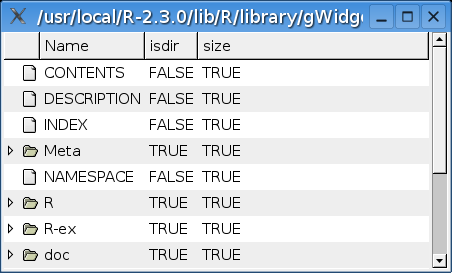 /usr/local/R-2.3.0/lib/R/library/gWidge
Name isdir size
CONTENTS FALSE TRUE
DESCRIPTION FALSE TRUE
INDEX FALSE TRUE
Meta TRUE TRUE
NAMESPACE FALSE TRUE
R TRUE TRUE
R-ex TRUE TRUE
doc TRUE TRUE